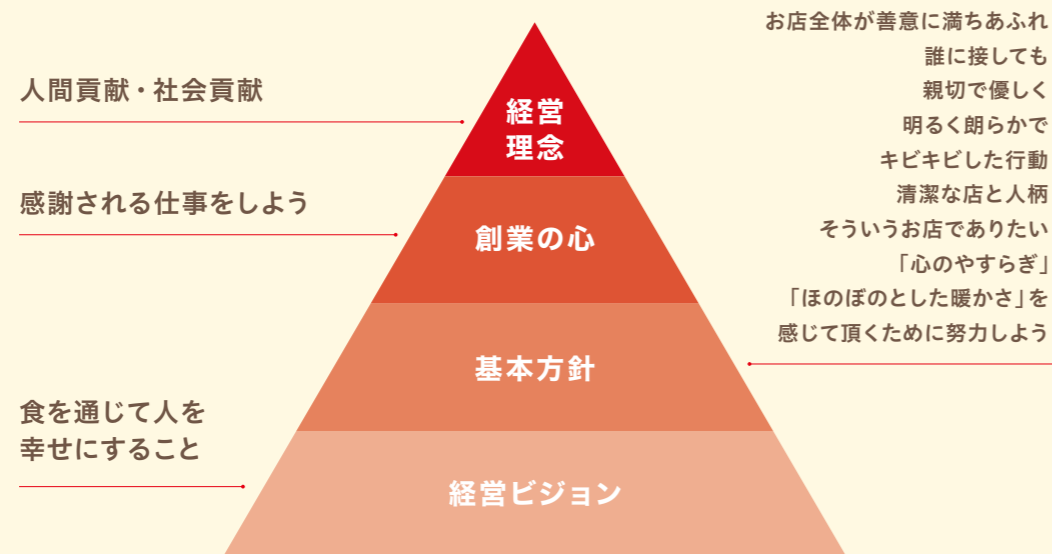 人間貢献・社会貢献
経営
理念
感謝される仕事をしよう
創業の心
お店全体が善意に満ちあふれ
誰に接しても
親切で優しく
明るく朗らかで
キビキビした行動
清潔な店と人柄
そういうお店でありたい
「心のやすらぎ」
「ほのぼのとした暖かさ」を
感じて頂くために努力しよう
基本方針
食を通じて人を
幸せにすること
経営ビジョン